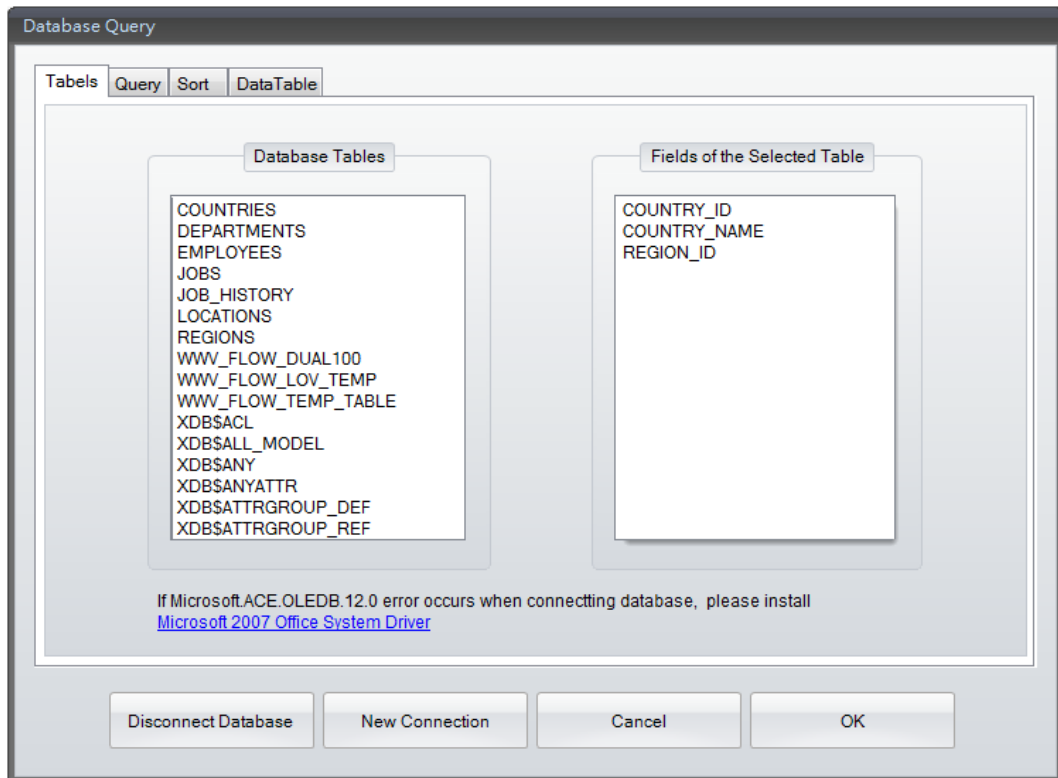 Database Query
Tabels Query Sort DataTable
Database Tables
COUNTRIES
DEPARTMENTS
EMPLOYEES
JOBS
JOB_HISTORY
LOCATIONS
REGIONS
WWV_FLOW_DUAL100
WWV_FLOW_LOV_TEMP
WWV_FLOW_TEMP_TABLE
XDB$ACL
XDB$ALL_MODEL
XDB$ANY
XDB$ANYATTR
XDB$ATTRGROUP_DEF
XDB$ATTRGROUP_REF
Fields of the Selected Table
COUNTRY_ID
COUNTRY_NAME
REGION_ID
If Microsoft.ACE.OLEDB.12.0 error occurs when connectting database, please install
Microsoft 2007 Office System Driver
Disconnect Database New Connection Cancel OK